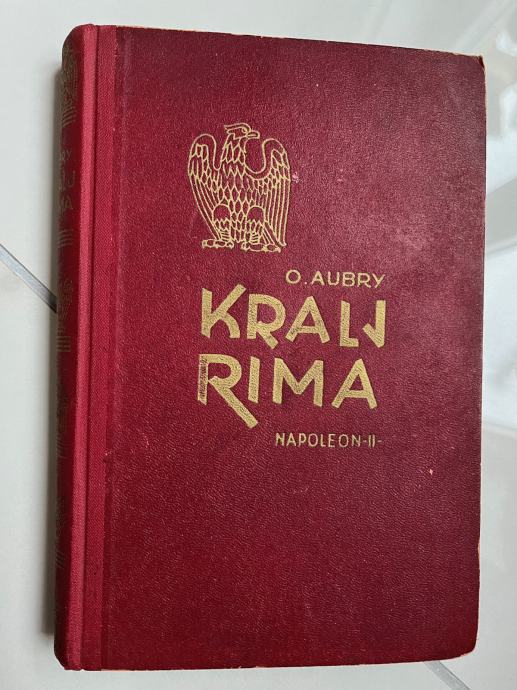 O. AUBRY
KRALJ
RIMA
NAPOLEON-II-